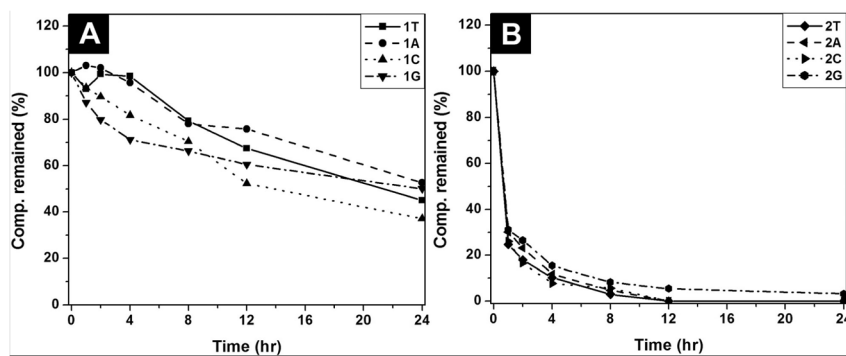 A
1T
1A
1C
1G
Comp. remained (%)
120
100
80
60
40
20
0
0 4 8 12 16 20 24
Time (hr)
B
2T
2A
2C
2G
Comp. remained (%)
120
100
80
60
40
20
0
0 4 8 12 16 20 24
Time (hr)